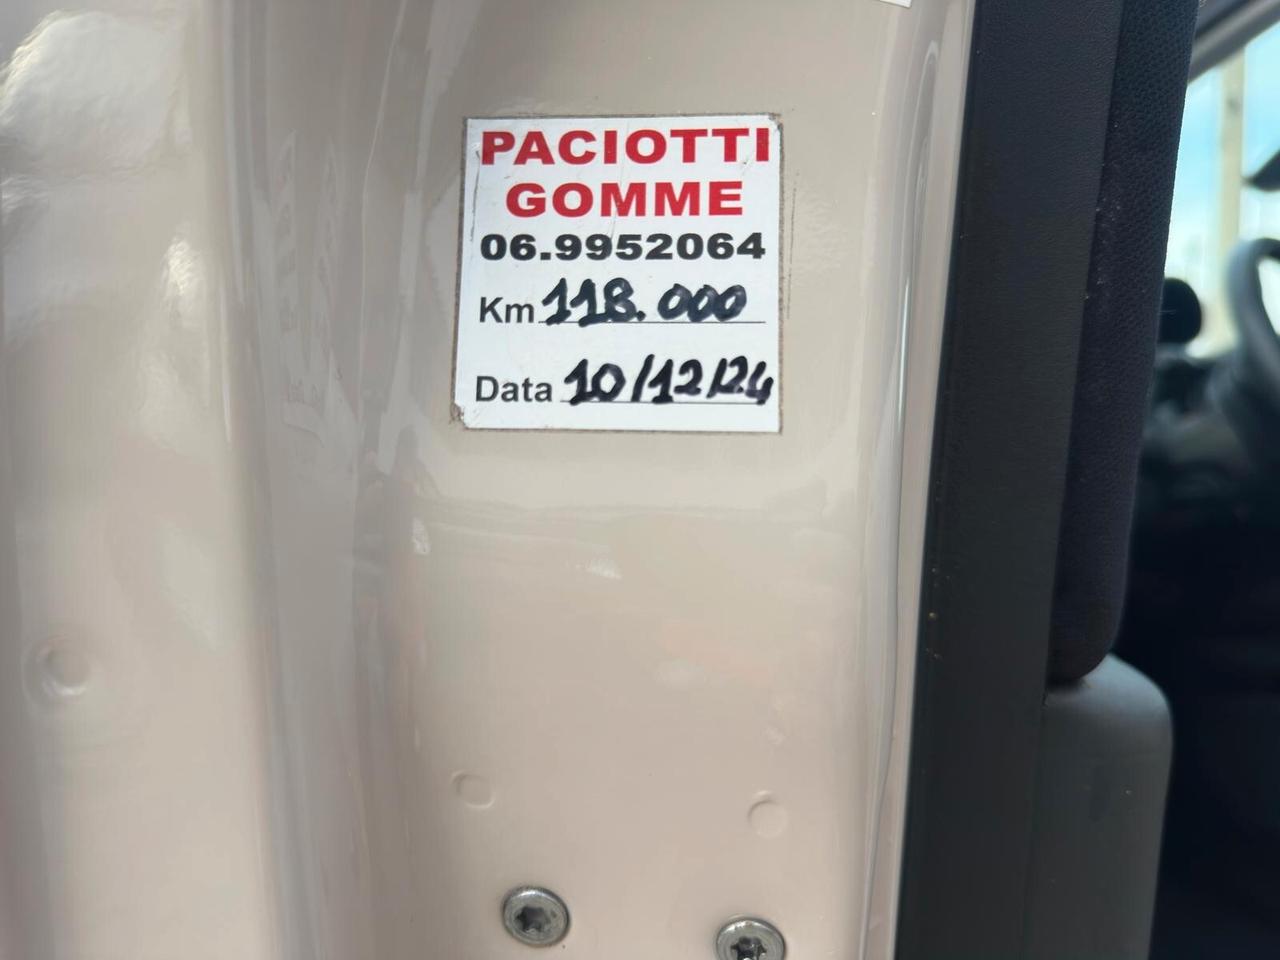 PACIOTTI
GOMME
06.9952064
Km 118.000
Data 10/12/24